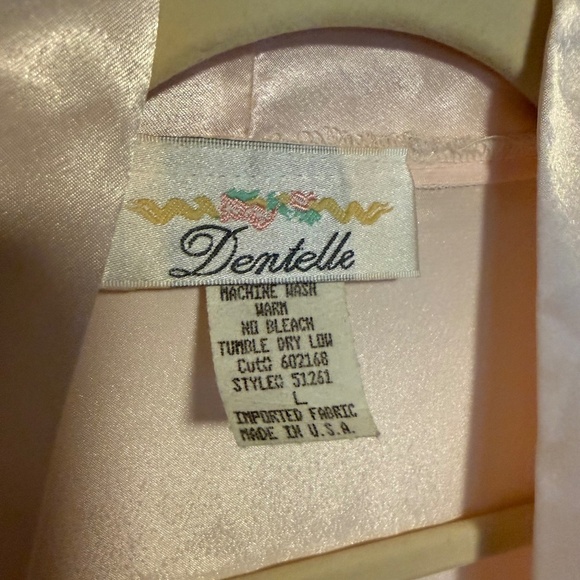 Dentelle
MACHINE WASH
WARM
NO BLEACH
TUMBLE DRY LOW
Cut# 602168
STYLE# 51261
L
IMPORTED FABRIC
MADE IN U.S.A.